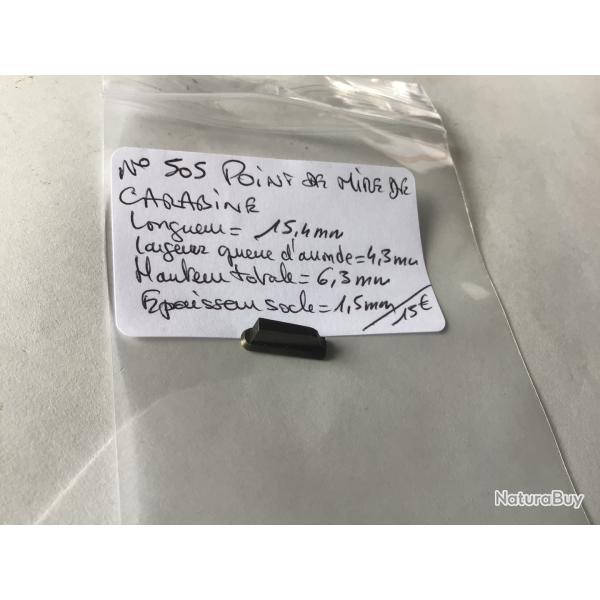 N° 505 POINT DE MIRE DE
CARABINE
Longueur = 15,4mm
largeur queue d'aronde = 4,3mm
Hauteur totale = 6,3mm
Epaisseur socle = 1,5mm
15€
NaturaBuy